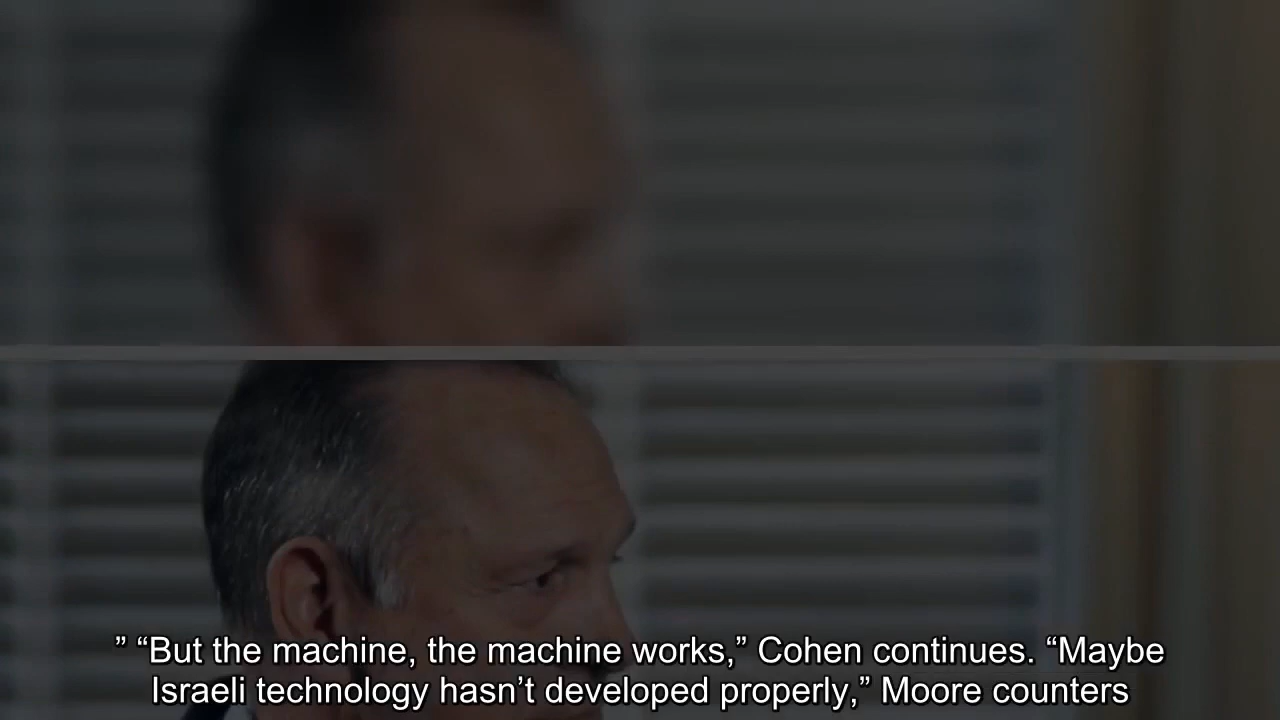 ” “But the machine, the machine works,” Cohen continues. “Maybe
Israeli technology hasn’t developed properly,” Moore counters